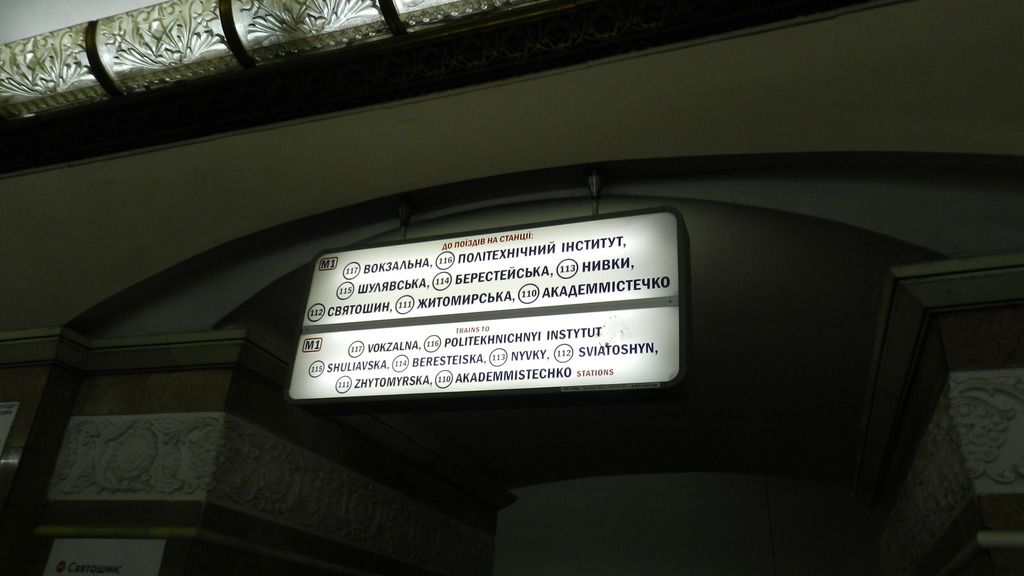 ДО ПОЇЗДІВ НА СТАНЦІЇ:
M1 117 ВОКЗАЛЬНА, 116 ПОЛІТЕХНІЧНИЙ ІНСТИТУТ,
115 ШУЛЯВСЬКА, 114 БЕРЕСТЕЙСЬКА, 113 НИВКИ,
112 СВЯТОШИН, 111 ЖИТОМИРСЬКА, 110 АКАДЕММІСТЕЧКО
TRAINS TO
M1 117 VOKZALNA, 116 POLITEKHNICHNYI INSTYTUT
115 SHULIAVSKA, 114 BERESTEISKA, 113 NYVKY, 112 SVIATOSHYN,
111 ZHYTOMYRSKA, 110 AKADEMMISTECHKO STATIONS
Святошин: